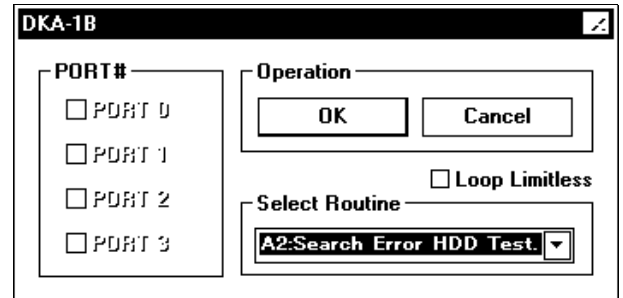 DKA-1B
PORT#
PORT 0
PORT 1
PORT 2
PORT 3
Operation
OK Cancel
Loop Limitless
Select Routine
A2:Search Error HDD Test.